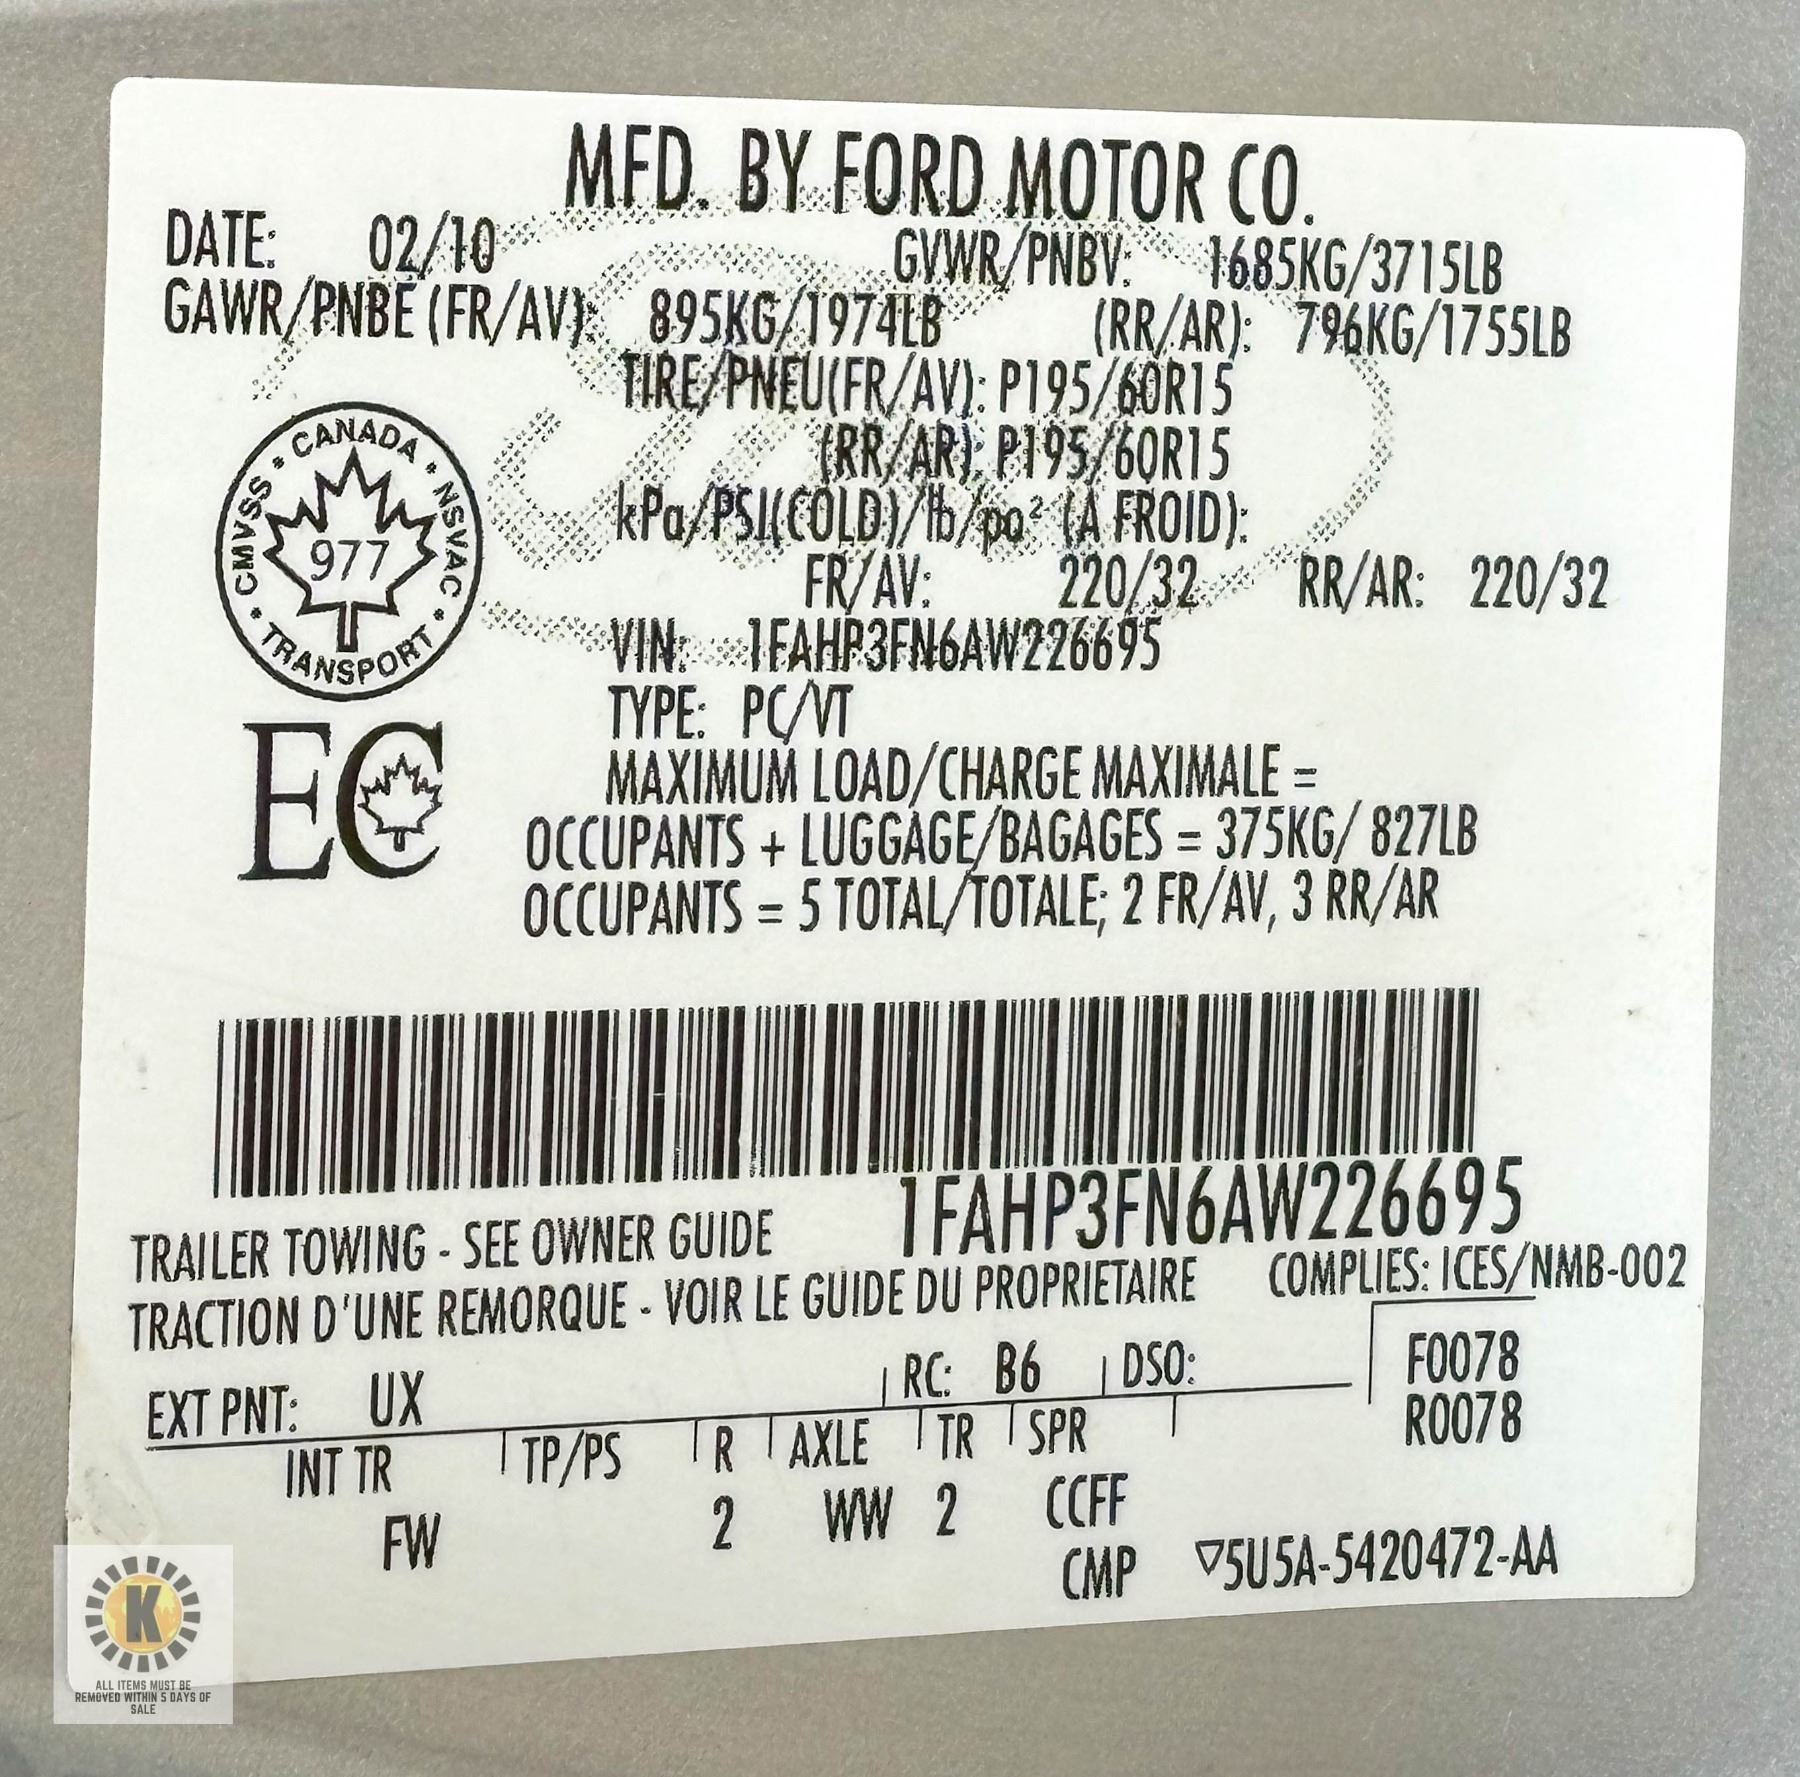 MFD. BY FORD MOTOR CO.
DATE: 02/10 GVWR/PNBV: 1685KG/3715LB
GAWR/PNBE (FR/AV): 895KG/1974LB (RR/AR): 796KG/1755LB
TIRE/PNEU(FR/AV): P195/60R15
(RR/AR): P195/60R15
kPa/PSI(COLD)/lb/po² (A FROID):
FR/AV: 220/32 RR/AR: 220/32
VIN: 1FAHP3FN6AW226695
TYPE: PC/VT
MAXIMUM LOAD/CHARGE MAXIMALE =
OCCUPANTS + LUGGAGE/BAGAGES = 375KG/ 827LB
OCCUPANTS = 5 TOTAL/TOTALE; 2 FR/AV, 3 RR/AR
CANADA • NSVAC • TRANSPORT • CMVSS •
977
EC
1FAHP3FN6AW226695
TRAILER TOWING - SEE OWNER GUIDE
TRACTION D'UNE REMORQUE - VOIR LE GUIDE DU PROPRIETAIRE
COMPLIES: ICES/NMB-002
EXT PNT: UX RC: B6 DSO:
F0078
R0078
INT TR TP/PS R AXLE TR SPR
FW 2 WW 2 CCFF
CMP ▽5U5A-5420472-AA
K
ALL ITEMS MUST BE
REMOVED WITHIN 5 DAYS OF
SALE